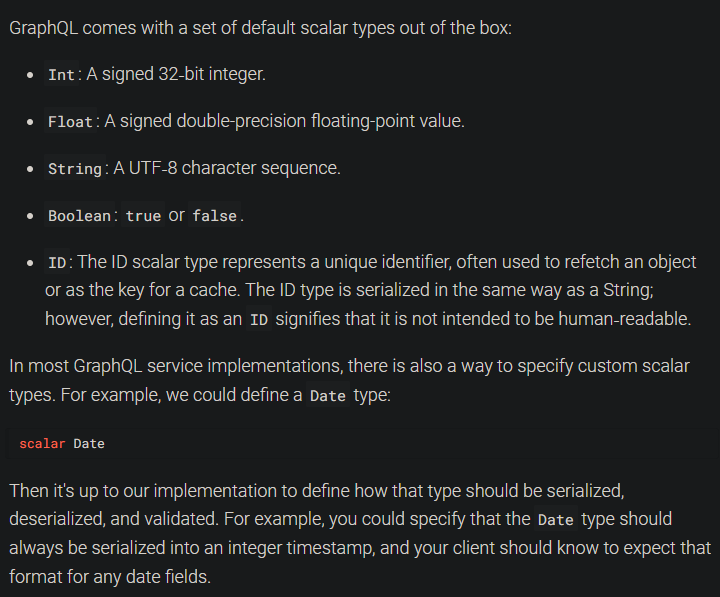 GraphQL comes with a set of default scalar types out of the box:
• Int: A signed 32-bit integer.
• Float: A signed double-precision floating-point value.
• String: A UTF-8 character sequence.
• Boolean: true or false.
• ID: The ID scalar type represents a unique identifier, often used to refetch an object
or as the key for a cache. The ID type is serialized in the same way as a String;
however, defining it as an ID signifies that it is not intended to be human-readable.
In most GraphQL service implementations, there is also a way to specify custom scalar
types. For example, we could define a Date type:
scalar Date
Then it's up to our implementation to define how that type should be serialized,
deserialized, and validated. For example, you could specify that the Date type should
always be serialized into an integer timestamp, and your client should know to expect that
format for any date fields.